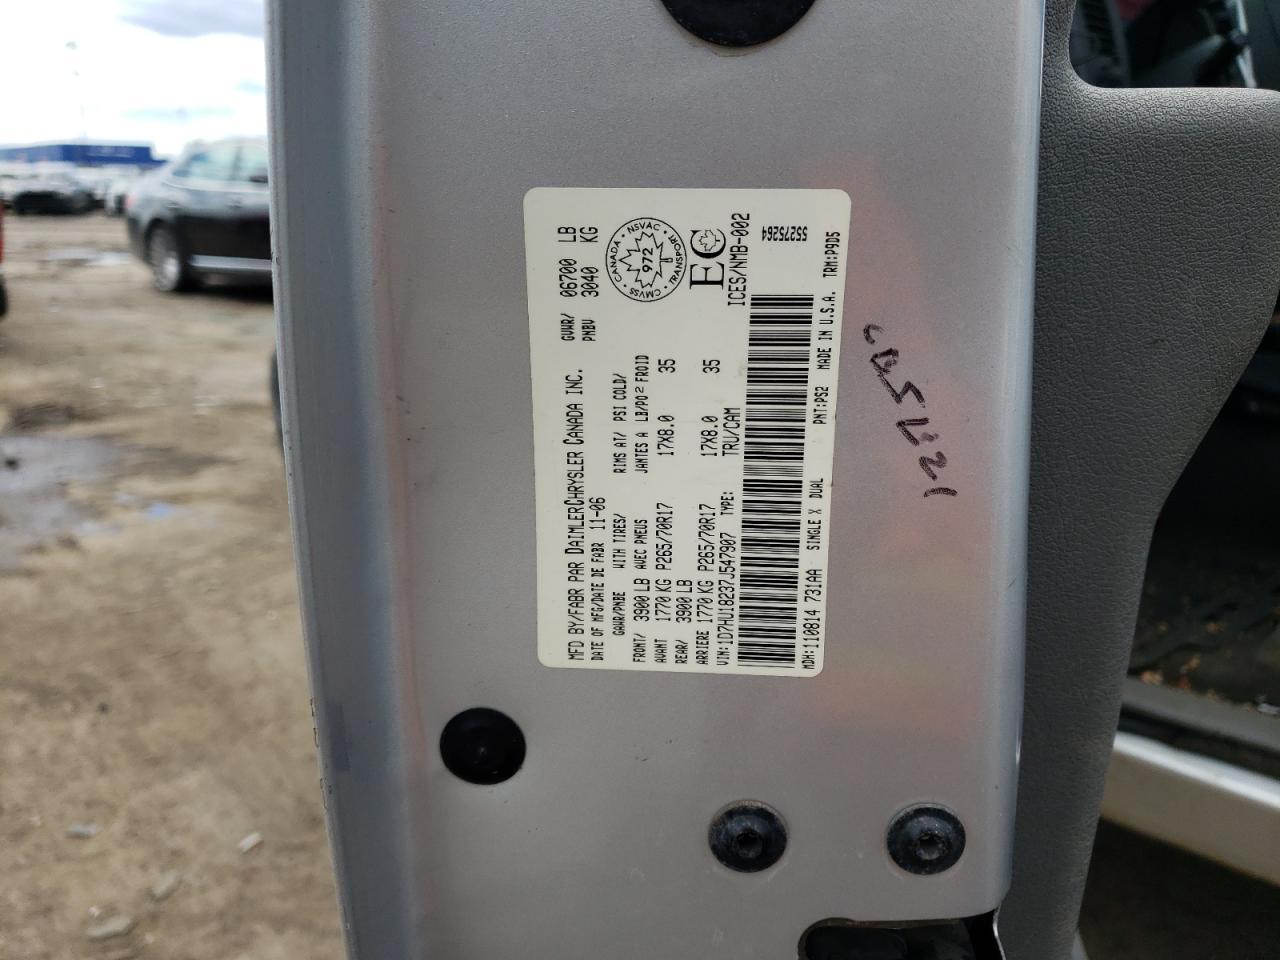 MFD BY/FABR PAR DAIMLERCHRYSLER CANADA INC.
DATE OF MFG/DATE DE FABR 11-06
GVWR/ 06700 LB
PNBV 3040 KG
GAWR/PNBE WITH TIRES/ RIMS AT/ PSI COLD/
FRONT/ 3900 LB AVEC PNEUS JANTES A LB/PO2 FROID
AVANT 1770 KG P265/70R17 17X8.0 35
REAR/ 3900 LB
ARRIERE 1770 KG P265/70R17 17X8.0 35
CANADA • NSVAC • TRANSPORT • CMVSS •
972
EC
ICES/NMB-002
VIN: 1D7HU18237J547907 TYPE: TRU/CAM
55275264
MDH: 110814 731AA SINGLE X DUAL PNT: PS2 MADE IN U.S.A. TRM: P9D5